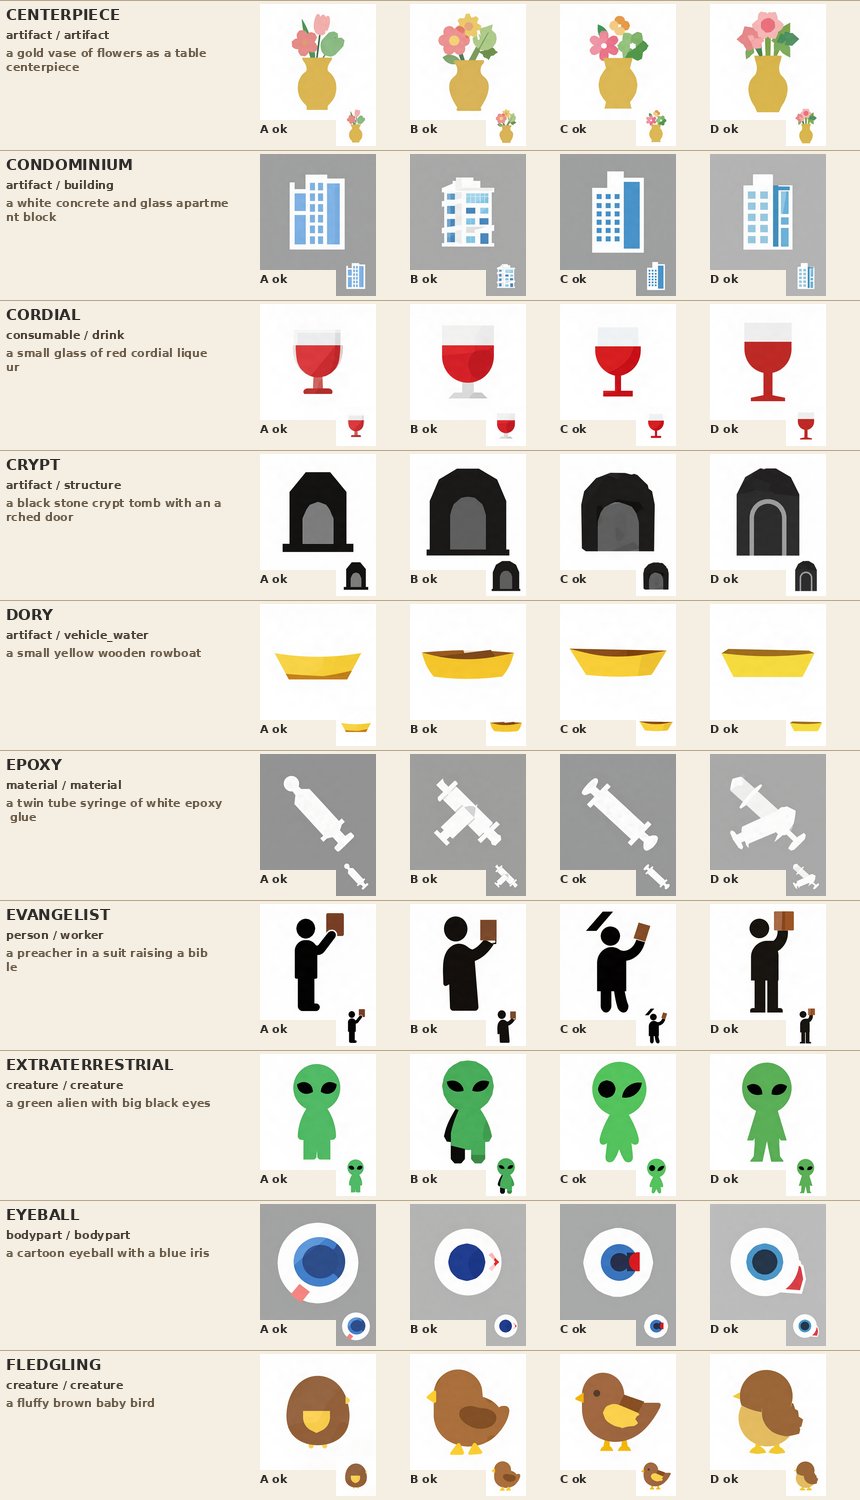 CENTERPIECE
artifact / artifact
a gold vase of flowers as a table
centerpiece
A ok
B ok
C ok
D ok
CONDOMINIUM
artifact / building
a white concrete and glass apartme
nt block
A ok
B ok
C ok
D ok
CORDIAL
consumable / drink
a small glass of red cordial lique
ur
A ok
B ok
C ok
D ok
CRYPT
artifact / structure
a black stone crypt tomb with an a
rched door
A ok
B ok
C ok
D ok
DORY
artifact / vehicle_water
a small yellow wooden rowboat
A ok
B ok
C ok
D ok
EPOXY
material / material
a twin tube syringe of white epoxy
glue
A ok
B ok
C ok
D ok
EVANGELIST
person / worker
a preacher in a suit raising a bib
le
A ok
B ok
C ok
D ok
EXTRATERRESTRIAL
creature / creature
a green alien with big black eyes
A ok
B ok
C ok
D ok
EYEBALL
bodypart / bodypart
a cartoon eyeball with a blue iris
A ok
B ok
C ok
D ok
FLEDGLING
creature / creature
a fluffy brown baby bird
A ok
B ok
C ok
D ok